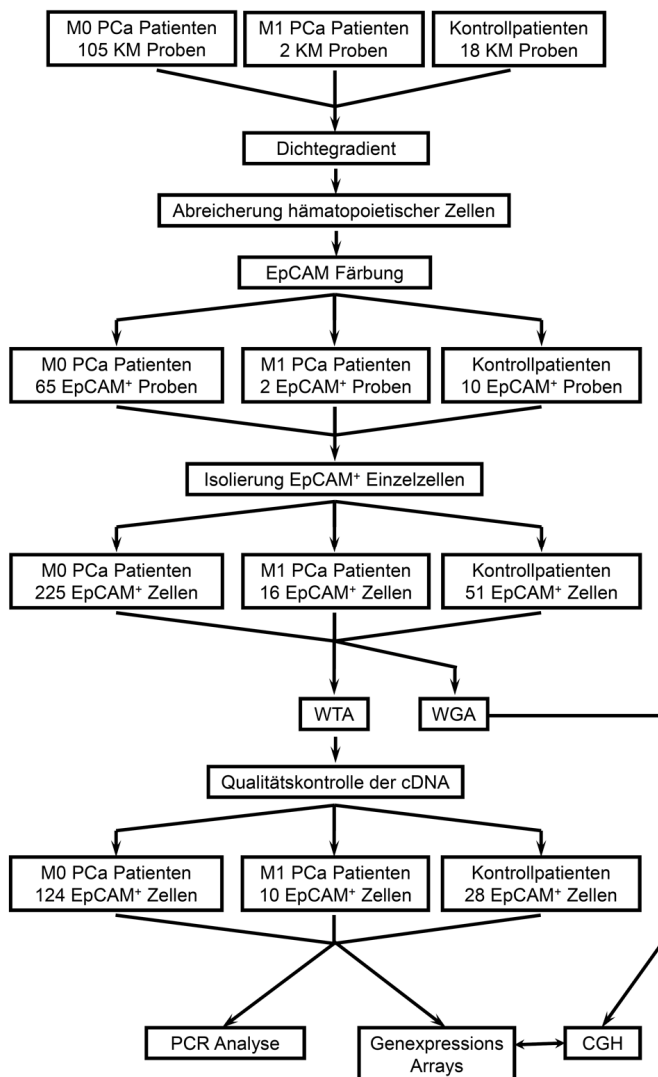 M0 PCa Patienten
105 KM Proben
M1 PCa Patienten
2 KM Proben
Kontrollpatienten
18 KM Proben
Dichtegradient
Abreicherung hämatopoietischer Zellen
EpCAM Färbung
M0 PCa Patienten
65 EpCAM⁺ Proben
M1 PCa Patienten
2 EpCAM⁺ Proben
Kontrollpatienten
10 EpCAM⁺ Proben
Isolierung EpCAM⁺ Einzelzellen
M0 PCa Patienten
225 EpCAM⁺ Zellen
M1 PCa Patienten
16 EpCAM⁺ Zellen
Kontrollpatienten
51 EpCAM⁺ Zellen
WTA
WGA
Qualitätskontrolle der cDNA
M0 PCa Patienten
124 EpCAM⁺ Zellen
M1 PCa Patienten
10 EpCAM⁺ Zellen
Kontrollpatienten
28 EpCAM⁺ Zellen
PCR Analyse
Genexpressions
Arrays
CGH